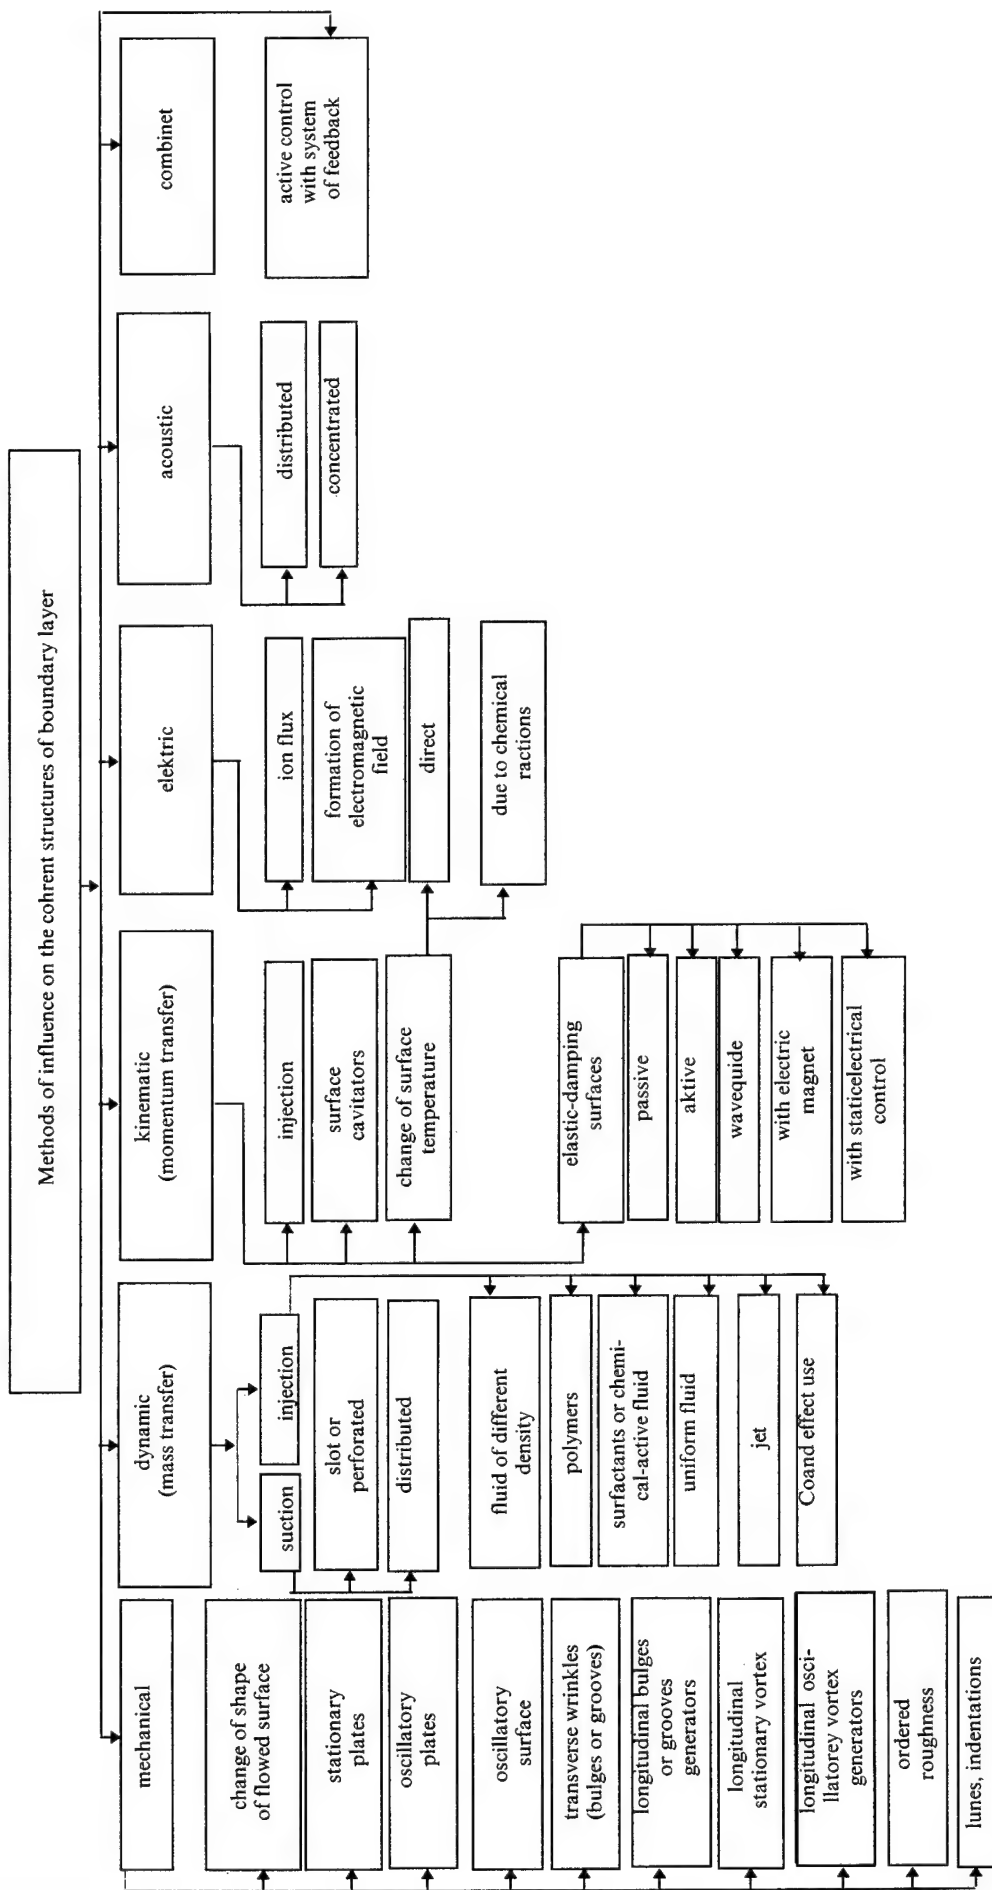 Methods of influence on the cohrent structures of boundary layer
mechanical
change of shape
of flowed surface
stationary
plates
oscillatory
plates
oscillatory
surface
transverse wrinkles
(bulges or grooves)
longitudinal bulges
or grooves
generators
longitudinal
stationary vortex
longitudinal osci-
llatorey vortex
generators
ordered
roughness
lunes, indentations
dynamic
(mass transfer)
suction
injection
slot or
perforated
distributed
fluid of different
density
polymers
surfactants or chemi-
cal-active fluid
uniform fluid
jet
Coand effect use
kinematic
(momentum transfer)
injection
surface
cavitators
change of surface
temperature
elastic-damping
surfaces
passive
aktive
wavequide
with electric
magnet
with staticelectrical
control
elektric
ion flux
formation of
electromagnetic
field
direct
due to chemical
ractions
acoustic
distributed
concentrated
combinet
active control
with system
of feedback